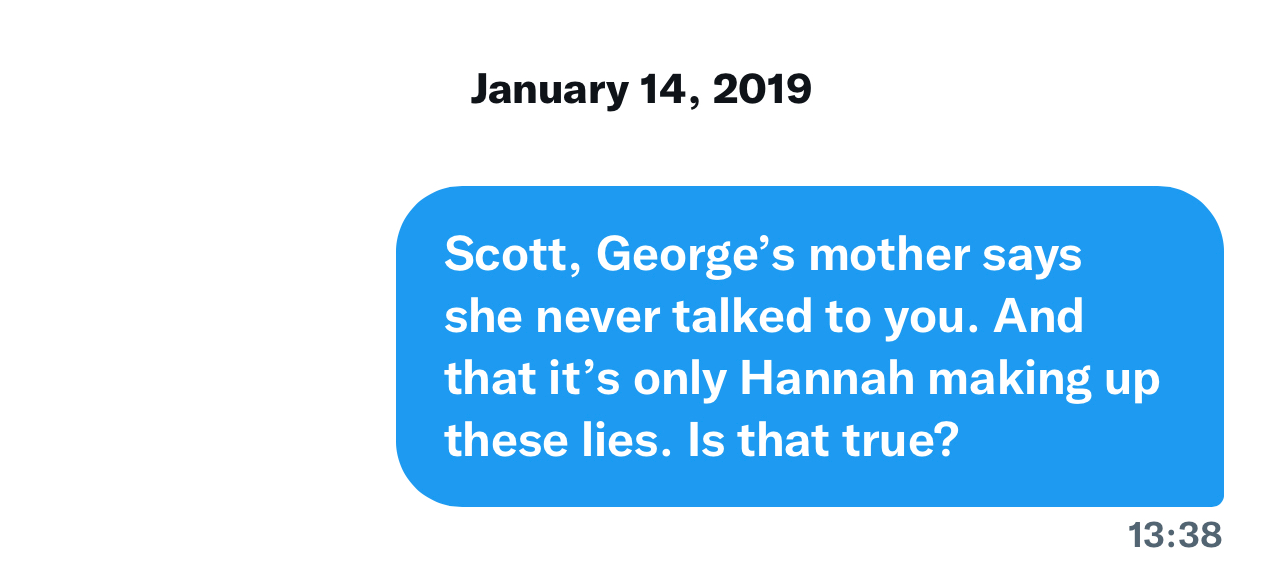 January 14, 2019
Scott, George’s mother says
she never talked to you. And
that it’s only Hannah making up
these lies. Is that true?
13:38